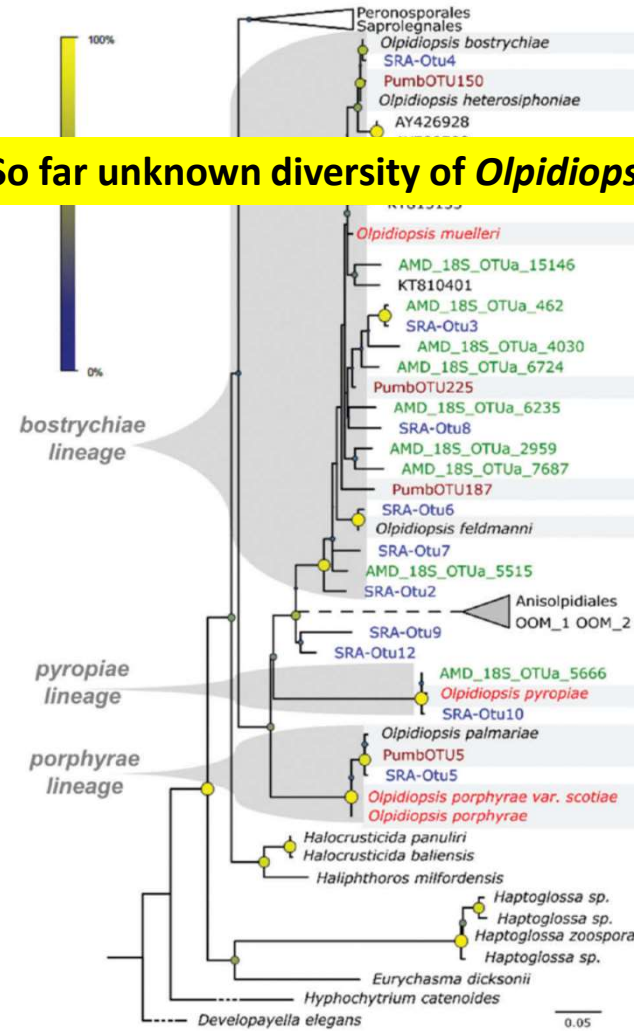 Peronosporales
Saprolegnales
100%
Olpidiopsis bostrychiae
SRA-Otu4
PumbOTU150
Olpidiopsis heterosiphoniae
AY426928
So far unknown diversity of Olpidiops
Olpidiopsis muelleri
AMD_18S_OTUa_15146
KT810401
AMD_18S_OTUa_462
SRA-Otu3
AMD_18S_OTUa_4030
AMD_18S_OTUa_6724
0%
PumbOTU225
AMD_18S_OTUa_6235
SRA-Otu8
bostrychiae
lineage
AMD_18S_OTUa_2959
AMD_18S_OTUa_7687
PumbOTU187
SRA-Otu6
Olpidiopsis feldmanni
SRA-Otu7
AMD_18S_OTUa_5515
SRA-Otu2
Anisolpidiales
OOM_1 OOM_2
SRA-Otu9
SRA-Otu12
pyropiae
lineage
AMD_18S_OTUa_5666
Olpidiopsis pyropiae
SRA-Otu10
Olpidiopsis palmariae
porphyrae
lineage
PumbOTU5
SRA-Otu5
Olpidiopsis porphyrae var. scotiae
Olpidiopsis porphyrae
Halocrusticida panuliri
Halocrusticida baliensis
Haliphthoros milfordensis
Haptoglossa sp.
Haptoglossa sp.
Haptoglossa zoospora
Haptoglossa sp.
Eurychasma dicksonii
Hyphochytrium catenoides
Developayella elegans
0.05